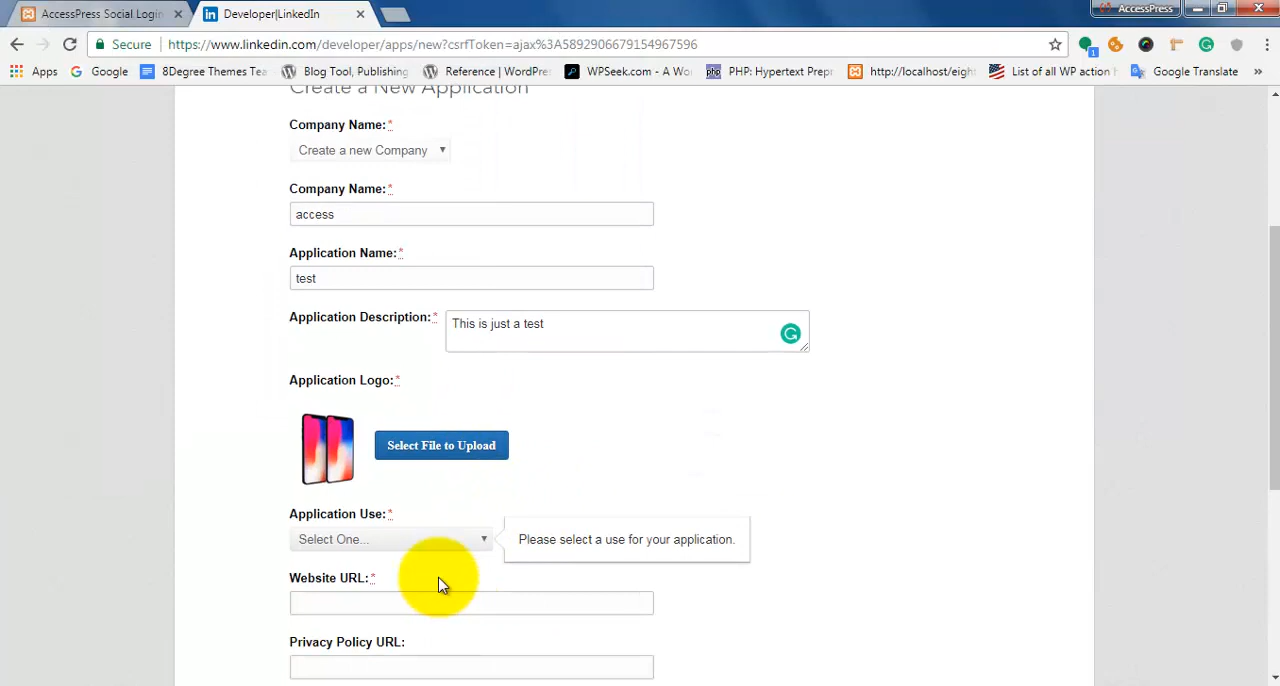 AccessPress Social Login
Developer|LinkedIn
AccessPress
Secure
https://www.linkedin.com/developer/apps/new?csrfToken=ajax%3A5892906679154967596
1
Apps
Google
8Degree Themes Tea
Blog Tool, Publishing
Reference | WordPre
WPSeek.com - A Wo
php
PHP: Hypertext Prep
http://localhost/eigh
List of all WP action
Google Translate
»
Create a New Application
Company Name:*
Create a new Company
Company Name:*
access
Application Name:*
test
Application Description:*
This is just a test
Application Logo:*
Select File to Upload
Application Use:*
Select One...
Please select a use for your application.
Website URL:*
Privacy Policy URL: